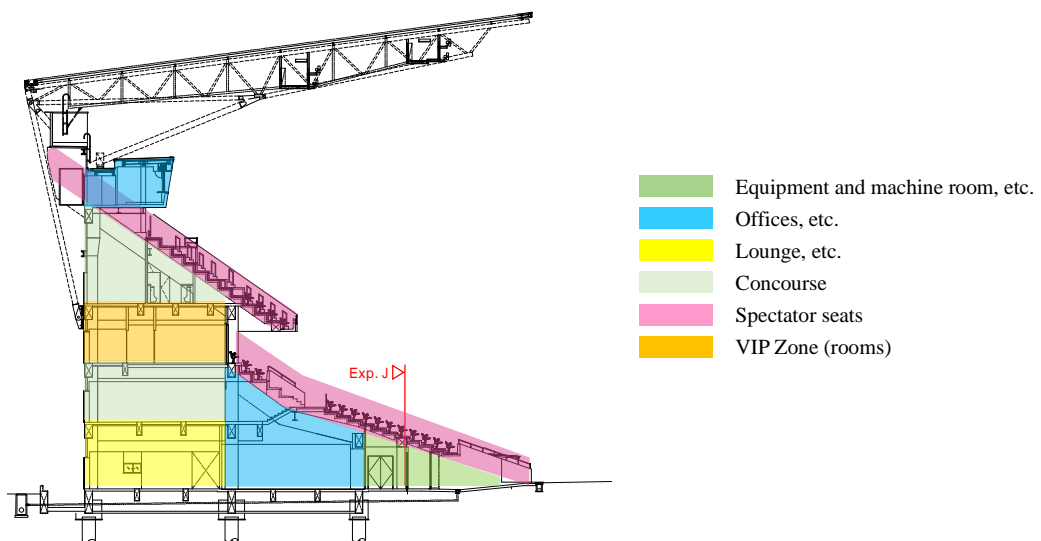 Equipment and machine room, etc.
Offices, etc.
Lounge, etc.
Concourse
Spectator seats
VIP Zone (rooms)
Exp. J